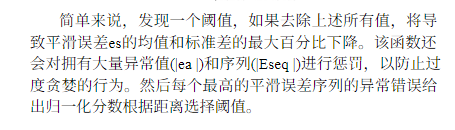 简单来说，发现一个阈值，如果去除上述所有值，将导
致平滑误差es的均值和标准差的最大百分比下降。该函数还
会对拥有大量异常值(|ea |)和序列(|Eseq |)进行惩罚，以防止过
度贪婪的行为。然后每个最高的平滑误差序列的异常错误给
出归一化分数根据距离选择阈值。